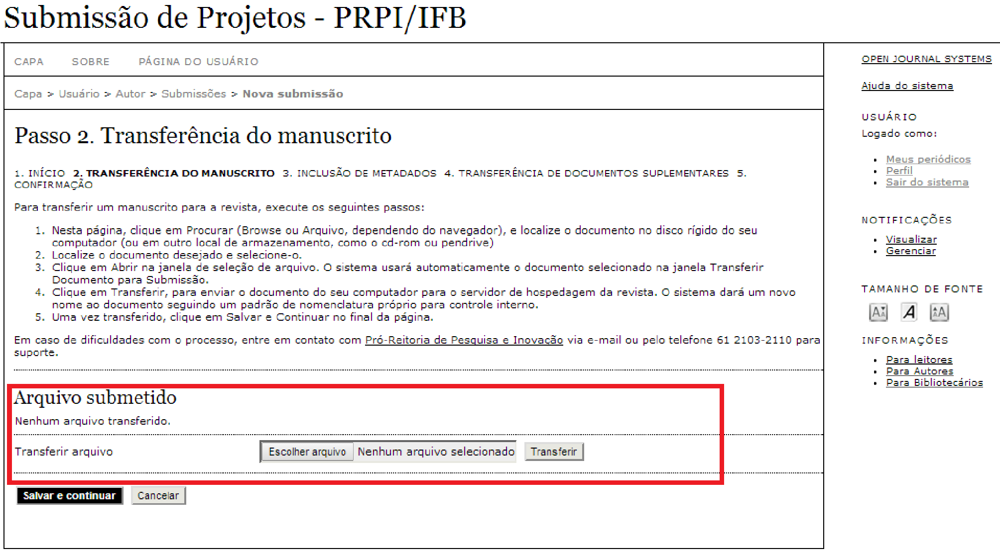 Submissão de Projetos - PRPI/IFB
CAPA SOBRE PÁGINA DO USUÁRIO
Capa > Usuário > Autor > Submissões > Nova submissão
Passo 2. Transferência do manuscrito
1. INÍCIO 2. TRANSFERÊNCIA DO MANUSCRITO 3. INCLUSÃO DE METADADOS 4. TRANSFERÊNCIA DE DOCUMENTOS SUPLEMENTARES 5.
CONFIRMAÇÃO
Para transferir um manuscrito para a revista, execute os seguintes passos:
1. Nesta página, clique em Procurar (Browse ou Arquivo, dependendo do navegador), e localize o documento no disco rígido do seu
computador (ou em outro local de armazenamento, como o cd-rom ou pendrive)
2. Localize o documento desejado e selecione-o.
3. Clique em Abrir na janela de seleção de arquivo. O sistema usará automaticamente o documento selecionado na janela Transferir
Documento para Submissão.
4. Clique em Transferir, para enviar o documento do seu computador para o servidor de hospedagem da revista. O sistema dará um novo
nome ao documento seguindo um padrão de nomenclatura próprio para controle interno.
5. Uma vez transferido, clique em Salvar e Continuar no final da página.
Em caso de dificuldades com o processo, entre em contato com Pró-Reitoria de Pesquisa e Inovação via e-mail ou pelo telefone 61 2103-2110 para
suporte.
Arquivo submetido
Nenhum arquivo transferido.
Transferir arquivo Escolher arquivo Nenhum arquivo selecionado Transferir
Salvar e continuar Cancelar
OPEN JOURNAL SYSTEMS
Ajuda do sistema
USUÁRIO
Logado como:
Meus periódicos
Perfil
Sair do sistema
NOTIFICAÇÕES
Visualizar
Gerenciar
TAMANHO DE FONTE
AA A AA
INFORMAÇÕES
Para leitores
Para Autores
Para Bibliotecários